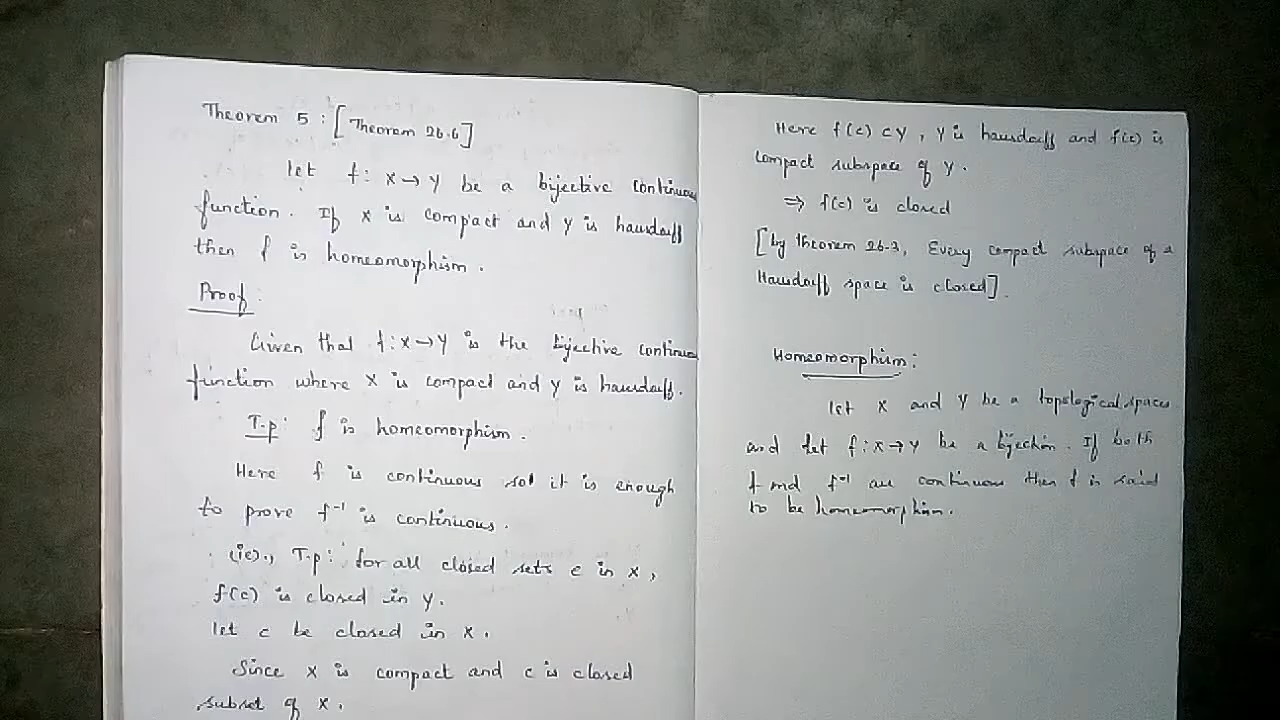 Theorem 5 : [Theorem 26.6]
let f : X → Y be a bijective continuous
function. If X is compact and Y is hausdorff
then f is homeomorphism.
Proof:
Given that f : X → Y is the bijective continuous
function where X is compact and Y is hausdorff.
T.p: f is homeomorphism.
Here f is continuous so it is enough
to prove f⁻¹ is continuous.
(ie)., T.p: for all closed sets c in X,
f(c) is closed in Y.
let c be closed in X.
Since X is compact and c is closed
subset of X.
Here f(c) ⊂ Y, Y is hausdorff and f(c) is
compact subspace of Y.
⇒ f(c) is closed
[by theorem 26.3, Every compact subspace of a
Hausdorff space is closed].
Homeomorphism:
let X and Y be a topological spaces
and let f : X → Y be a bijection. If both
f and f⁻¹ are continuous then f is said
to be homeomorphism.